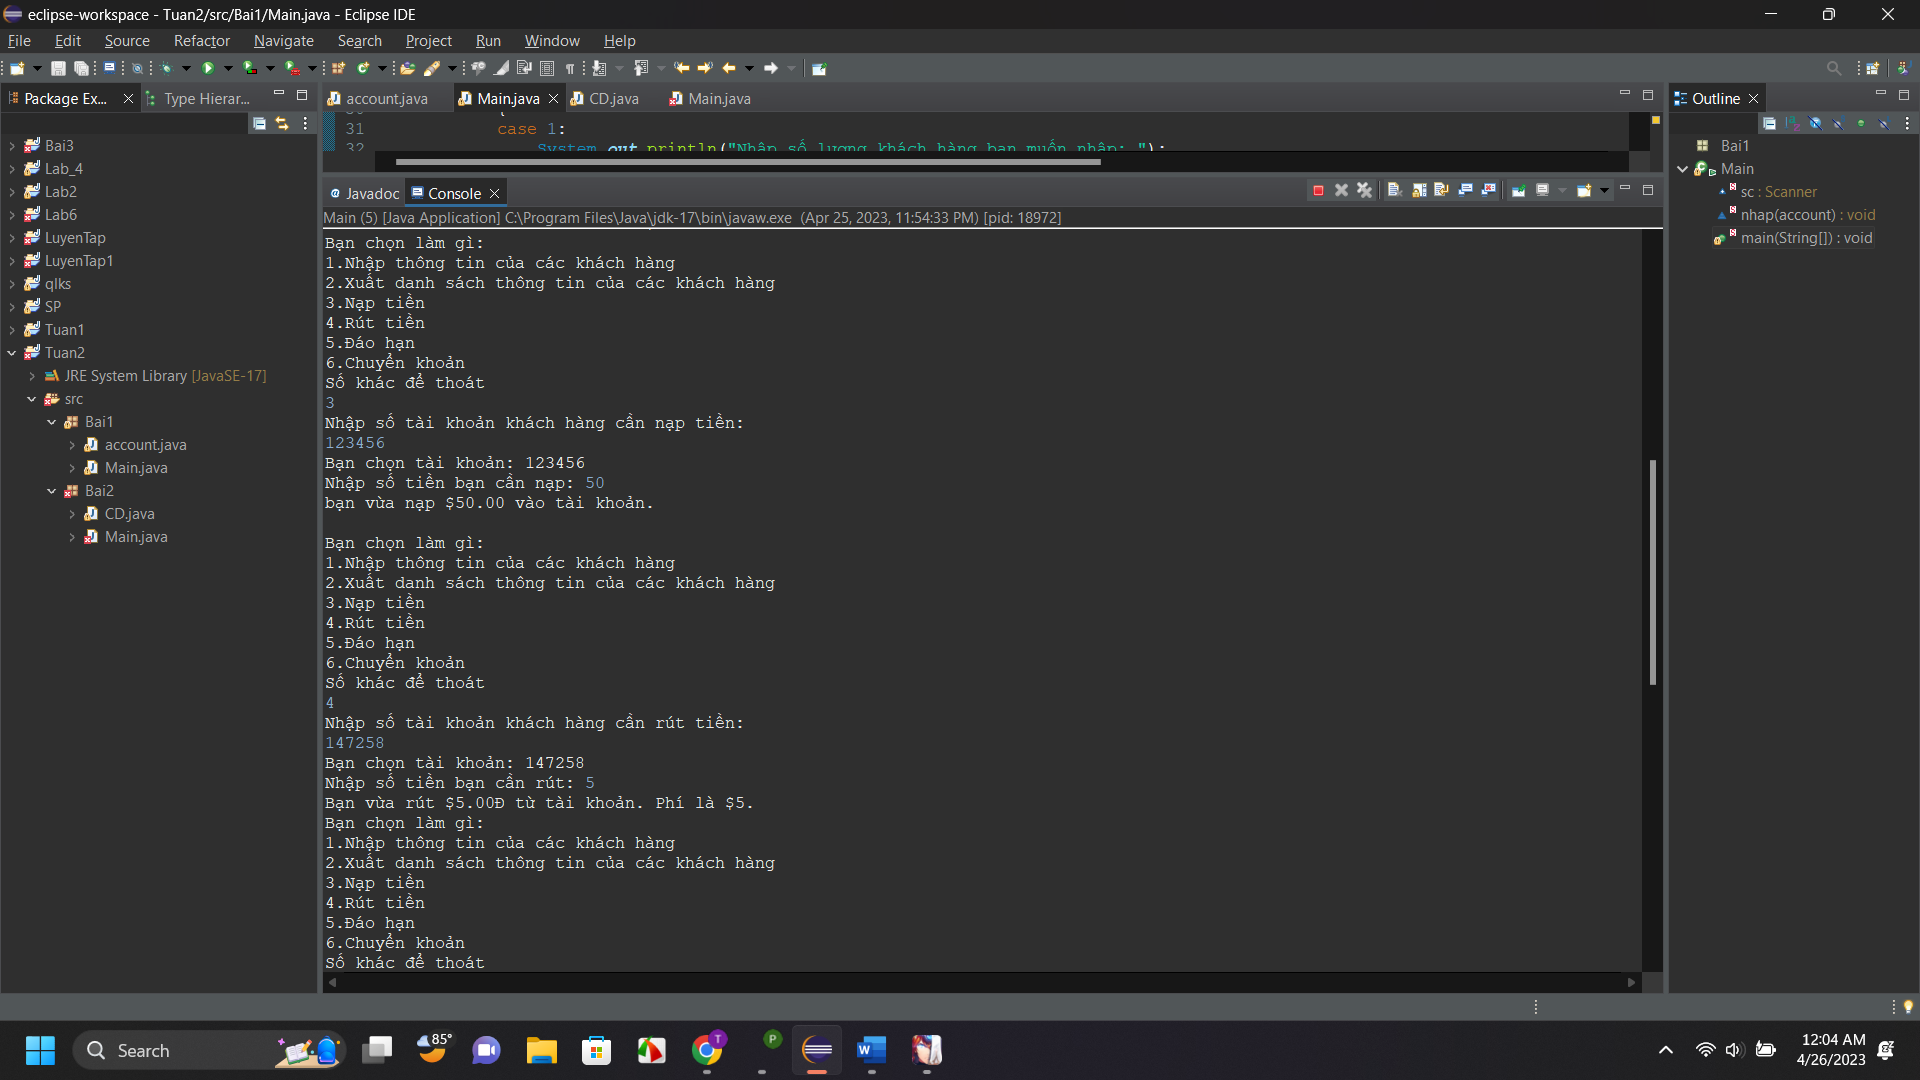 eclipse-workspace - Tuan2/src/Bai1/Main.java - Eclipse IDE
File Edit Source Refactor Navigate Search Project Run Window Help
Package Ex... Type Hierar...
account.java Main.java CD.java Main.java
Outline
31 case 1:
32 System.out.println("Nhập số lượng khách hàng bạn muốn nhập: ");
Bai3
Lab_4
Lab2
Lab6
LuyenTap
LuyenTap1
qlks
SP
Tuan1
Tuan2
JRE System Library [JavaSE-17]
src
Bai1
account.java
Main.java
Bai2
CD.java
Main.java
Javadoc Console
Main (5) [Java Application] C:\Program Files\Java\jdk-17\bin\javaw.exe (Apr 25, 2023, 11:54:33 PM) [pid: 18972]
Bạn chọn làm gì:
1.Nhập thông tin của các khách hàng
2.Xuất danh sách thông tin của các khách hàng
3.Nạp tiền
4.Rút tiền
5.Đáo hạn
6.Chuyển khoản
Số khác để thoát
3
Nhập số tài khoản khách hàng cần nạp tiền:
123456
Bạn chọn tài khoản: 123456
Nhập số tiền bạn cần nạp: 50
bạn vừa nạp $50.00 vào tài khoản.
Bạn chọn làm gì:
1.Nhập thông tin của các khách hàng
2.Xuất danh sách thông tin của các khách hàng
3.Nạp tiền
4.Rút tiền
5.Đáo hạn
6.Chuyển khoản
Số khác để thoát
4
Nhập số tài khoản khách hàng cần rút tiền:
147258
Bạn chọn tài khoản: 147258
Nhập số tiền bạn cần rút: 5
Bạn vừa rút $5.00Đ từ tài khoản. Phí là $5.
Bạn chọn làm gì:
1.Nhập thông tin của các khách hàng
2.Xuất danh sách thông tin của các khách hàng
3.Nạp tiền
4.Rút tiền
5.Đáo hạn
6.Chuyển khoản
Số khác để thoát
Bai1
Main
sc : Scanner
nhap(account) : void
main(String[]) : void
Search
85°
T
P
W
12:04 AM
4/26/2023